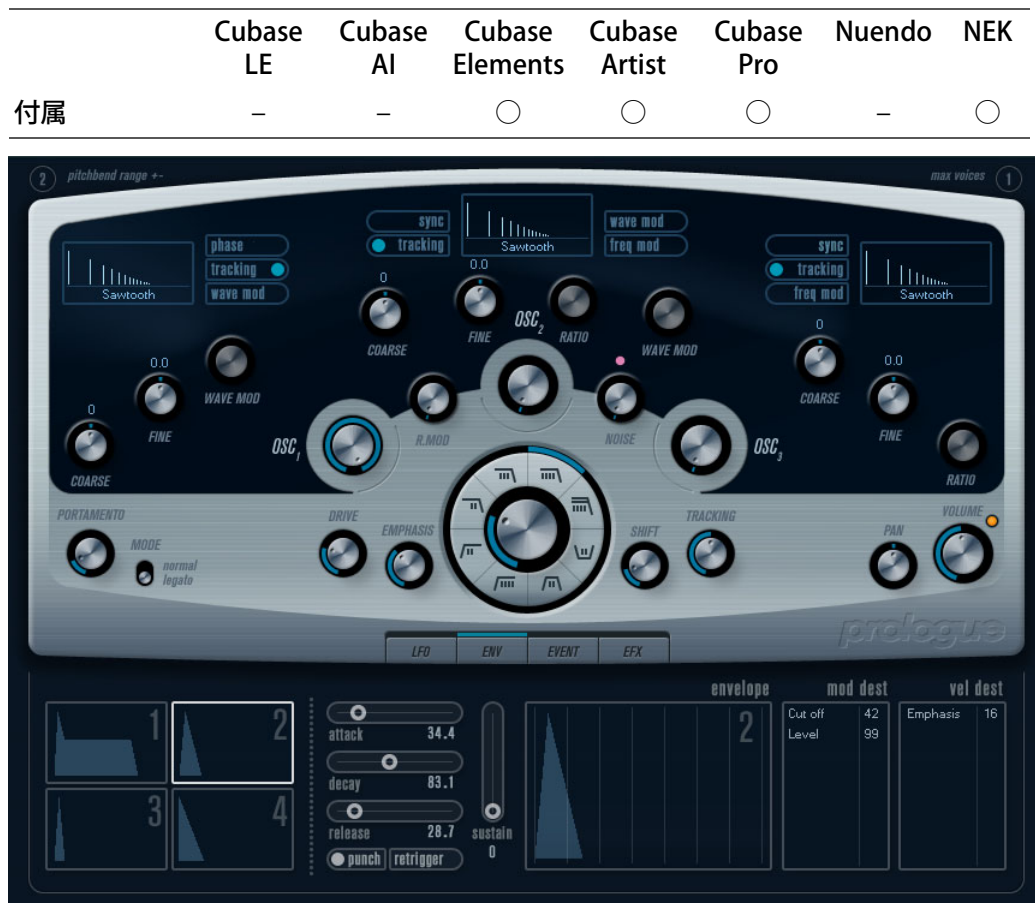 Cubase LE Cubase AI Cubase Elements Cubase Artist Cubase Pro Nuendo NEK
付属 – – ○ ○ ○ – ○
2 pitchbend range +-
max voices 1
sync
tracking
Sawtooth
wave mod
freq mod
phase
tracking
wave mod
Sawtooth
sync
tracking
freq mod
Sawtooth
0
COARSE
0.0
FINE
OSC2
RATIO
WAVE MOD
0
COARSE
0.0
FINE
RATIO
0.0
FINE
WAVE MOD
0
COARSE
OSC1
R.MOD
NOISE
OSC3
PORTAMENTO
MODE
normal
legato
DRIVE
EMPHASIS
SHIFT
TRACKING
PAN
VOLUME
prologue
LFO ENV EVENT EFX
1 2
3 4
attack 34.4
decay 83.1
release 28.7
punch retrigger
sustain
0
envelope
2
mod dest
Cut off 42
Level 99
vel dest
Emphasis 16